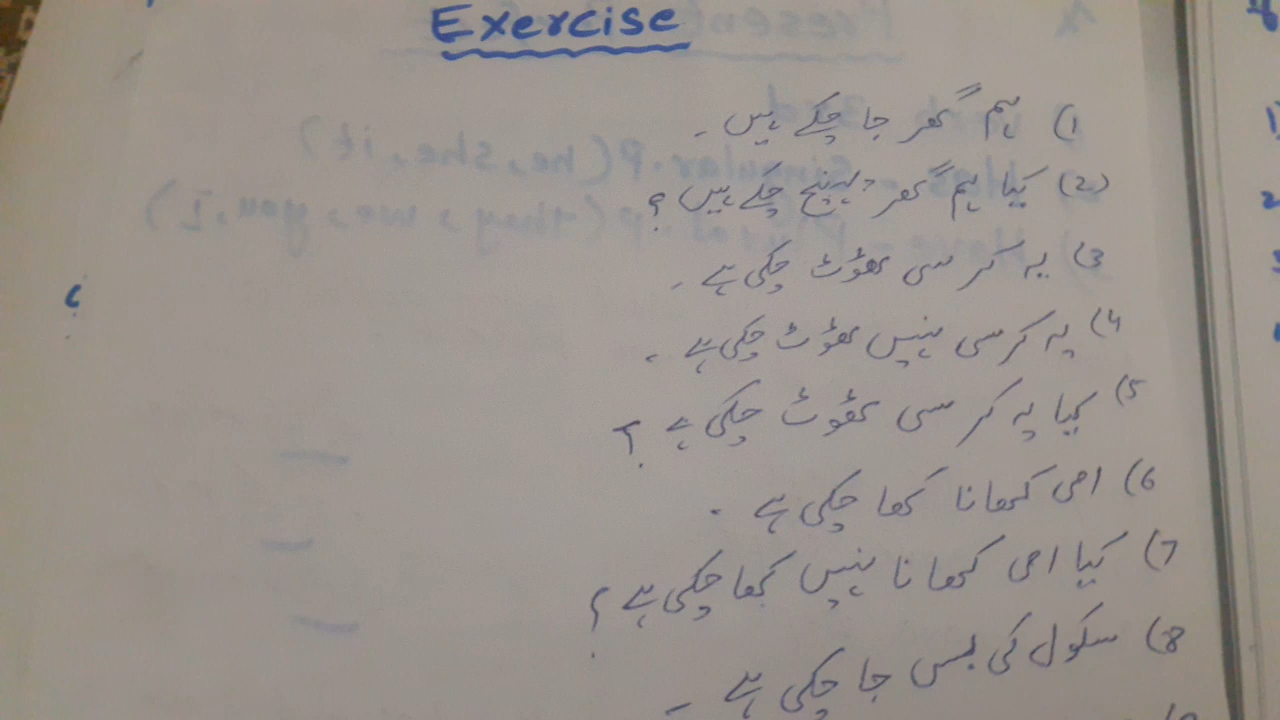 Exercise
1) ہم گھر جا چکے ہیں ۔
2) کیا ہم گھر پہنچ چکے ہیں ؟
3) یہ کرسی ٹوٹ چکی ہے ۔
4) یہ کرسی نہیں ٹوٹ چکی ہے ۔
5) کیا یہ کرسی ٹوٹ چکی ہے ؟
6) امی کھانا کھا چکی ہے ۔
7) کیا امی کھانا نہیں کھا چکی ہے ؟
8) سکول کی بس جا چکی ہے ۔